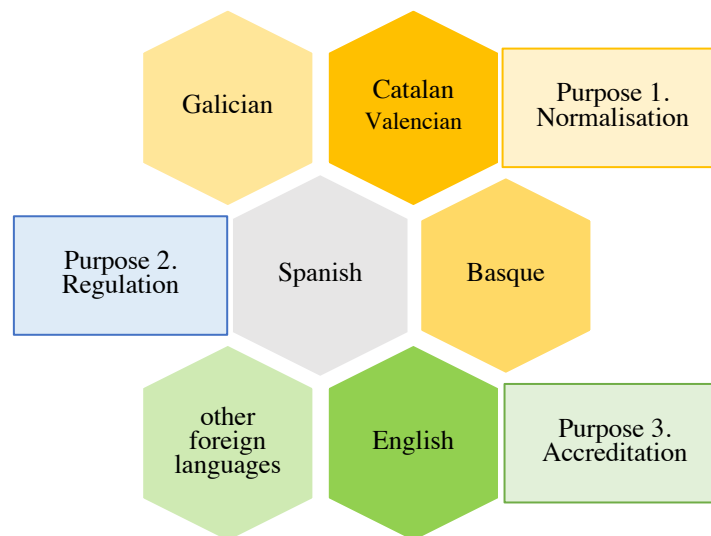 Galician
Catalan
Valencian
Purpose 1.
Normalisation
Purpose 2.
Regulation
Spanish
Basque
other
foreign
languages
English
Purpose 3.
Accreditation